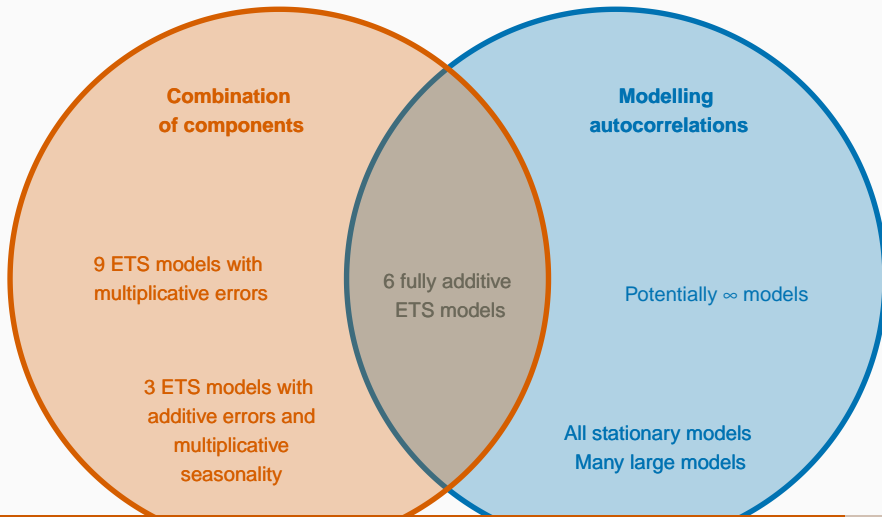 Combination
of components
Modelling
autocorrelations
9 ETS models with
multiplicative errors
6 fully additive
ETS models
Potentially ∞ models
3 ETS models with
additive errors and
multiplicative
seasonality
All stationary models
Many large models